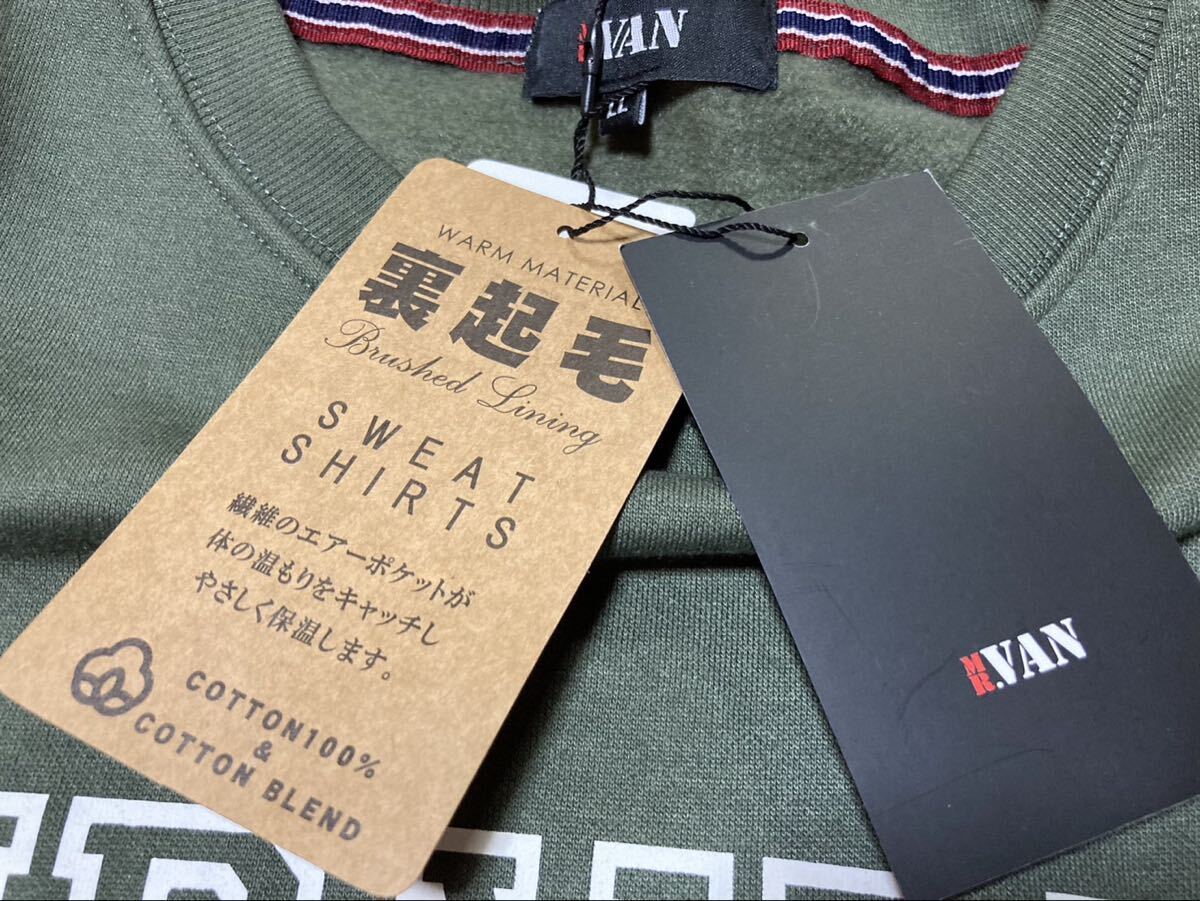 MR.VAN
LL
WARM MATERIAL
裏起毛
Brushed Lining
SWEAT
SHIRTS
繊維のエアーポケットが
体の温もりをキャッチし
やさしく保温します。
COTTON100%
&
COTTON BLEND
MR.VAN